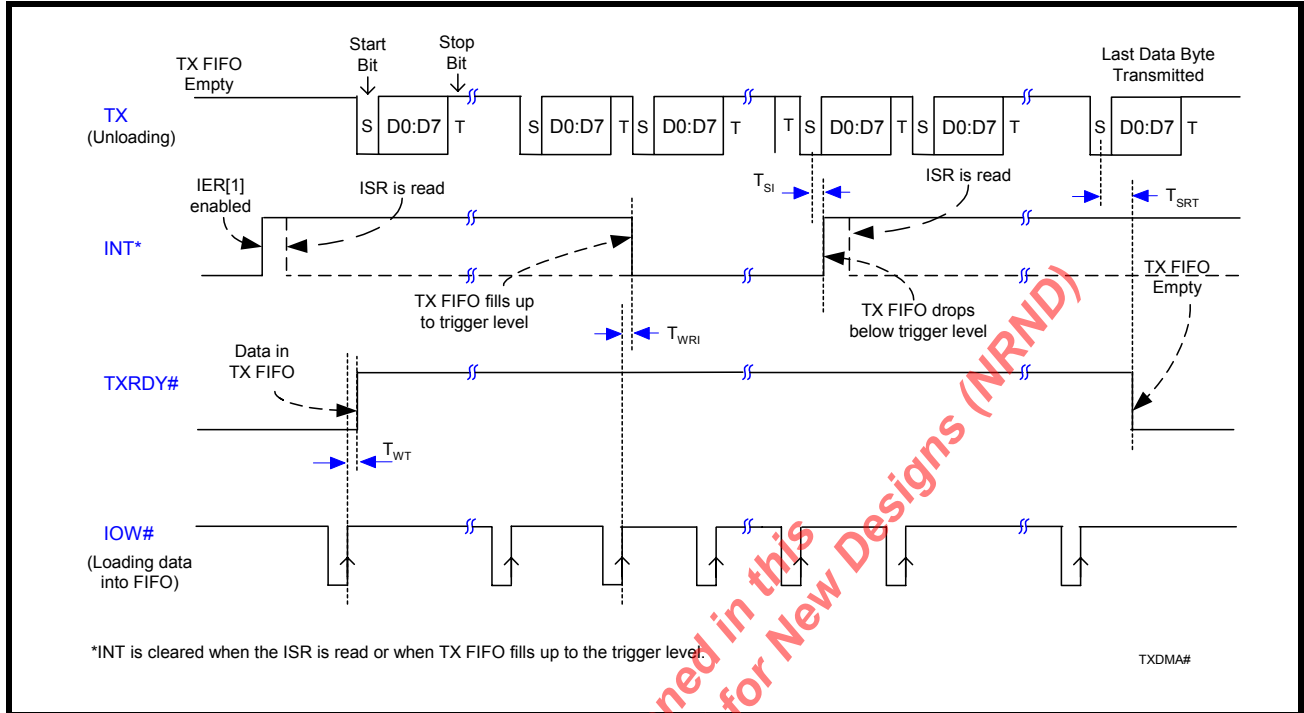 TX FIFO
Empty
Start
Bit
Stop
Bit
Last Data Byte
Transmitted
TX
(Unloading)
S D0:D7 T S D0:D7 T S D0:D7 T T S D0:D7 T S D0:D7 T S D0:D7 T
IER[1]
enabled
ISR is read
TSI
ISR is read
TSRT
INT*
TX FIFO fills up
to trigger level
TWRI
TX FIFO drops
below trigger level
TX FIFO
Empty
Data in
TX FIFO
TXRDY#
TWT
IOW#
(Loading data
into FIFO)
*INT is cleared when the ISR is read or when TX FIFO fills up to the trigger level.
TXDMA#
ned in this
for New Designs (NRND)